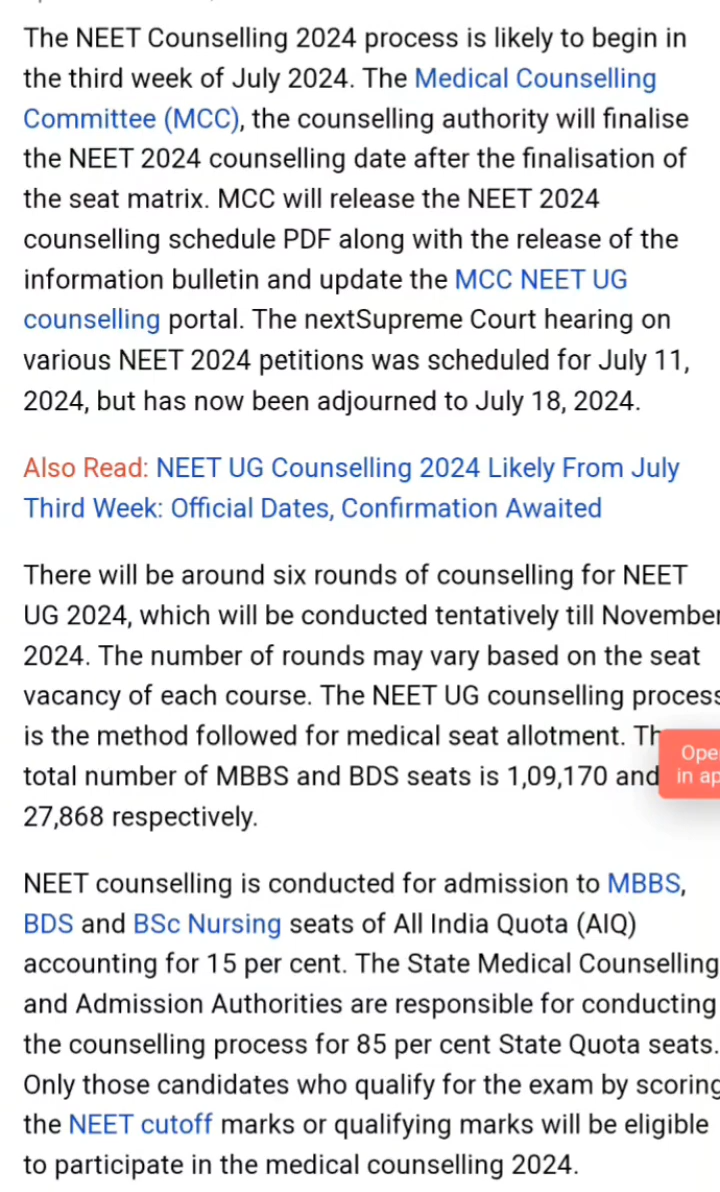 The NEET Counselling 2024 process is likely to begin in
the third week of July 2024. The Medical Counselling
Committee (MCC), the counselling authority will finalise
the NEET 2024 counselling date after the finalisation of
the seat matrix. MCC will release the NEET 2024
counselling schedule PDF along with the release of the
information bulletin and update the MCC NEET UG
counselling portal. The nextSupreme Court hearing on
various NEET 2024 petitions was scheduled for July 11,
2024, but has now been adjourned to July 18, 2024.
Also Read: NEET UG Counselling 2024 Likely From July
Third Week: Official Dates, Confirmation Awaited
There will be around six rounds of counselling for NEET
UG 2024, which will be conducted tentatively till November
2024. The number of rounds may vary based on the seat
vacancy of each course. The NEET UG counselling process
is the method followed for medical seat allotment. Th
total number of MBBS and BDS seats is 1,09,170 and
27,868 respectively.
Ope
in ap
NEET counselling is conducted for admission to MBBS,
BDS and BSc Nursing seats of All India Quota (AIQ)
accounting for 15 per cent. The State Medical Counselling
and Admission Authorities are responsible for conducting
the counselling process for 85 per cent State Quota seats.
Only those candidates who qualify for the exam by scoring
the NEET cutoff marks or qualifying marks will be eligible
to participate in the medical counselling 2024.